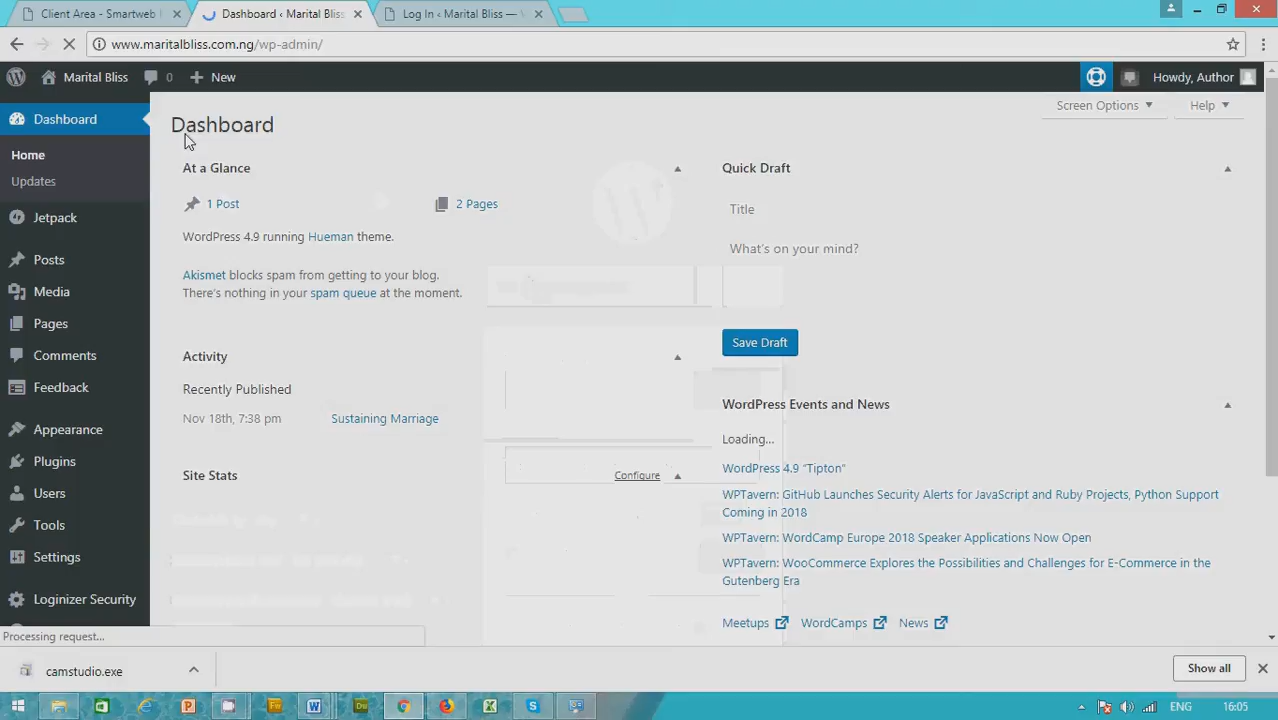 Client Area - Smartweb
Dashboard ‹ Marital Bliss
Log In ‹ Marital Bliss —
www.maritalbliss.com.ng/wp-admin/
Marital Bliss
0
New
Howdy, Author
Dashboard
Home
Updates
Jetpack
Posts
Media
Pages
Comments
Feedback
Appearance
Plugins
Users
Tools
Settings
Loginizer Security
Screen Options
Help
Dashboard
At a Glance
1 Post
2 Pages
WordPress 4.9 running Hueman theme.
Akismet blocks spam from getting to your blog.
There's nothing in your spam queue at the moment.
Activity
Recently Published
Nov 18th, 7:38 pm Sustaining Marriage
Site Stats
Configure
Quick Draft
Title
What's on your mind?
Save Draft
WordPress Events and News
Loading...
WordPress 4.9 "Tipton"
WPTavern: GitHub Launches Security Alerts for JavaScript and Ruby Projects, Python Support
Coming in 2018
WPTavern: WordCamp Europe 2018 Speaker Applications Now Open
WPTavern: WooCommerce Explores the Possibilities and Challenges for E-Commerce in the
Gutenberg Era
Meetups
WordCamps
News
Processing request...
camstudio.exe
Show all
ENG
16:05